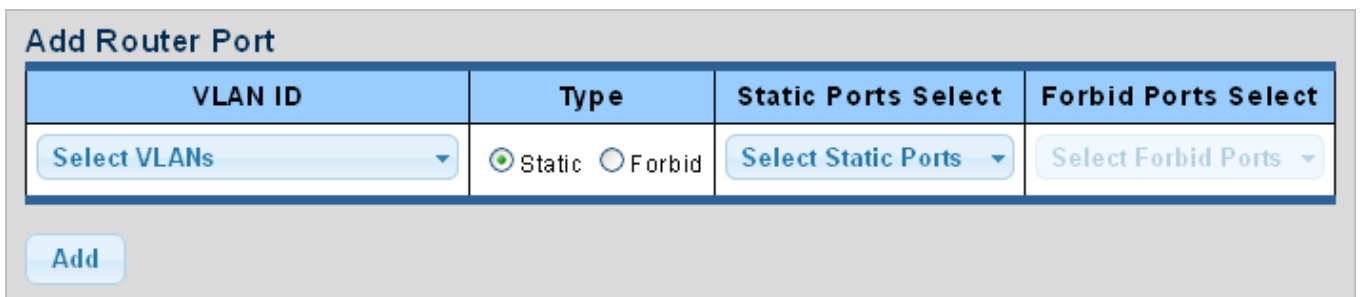 Add Router Port
VLAN ID Type Static Ports Select Forbid Ports Select
Select VLANs Static Forbid Select Static Ports Select Forbid Ports
Add